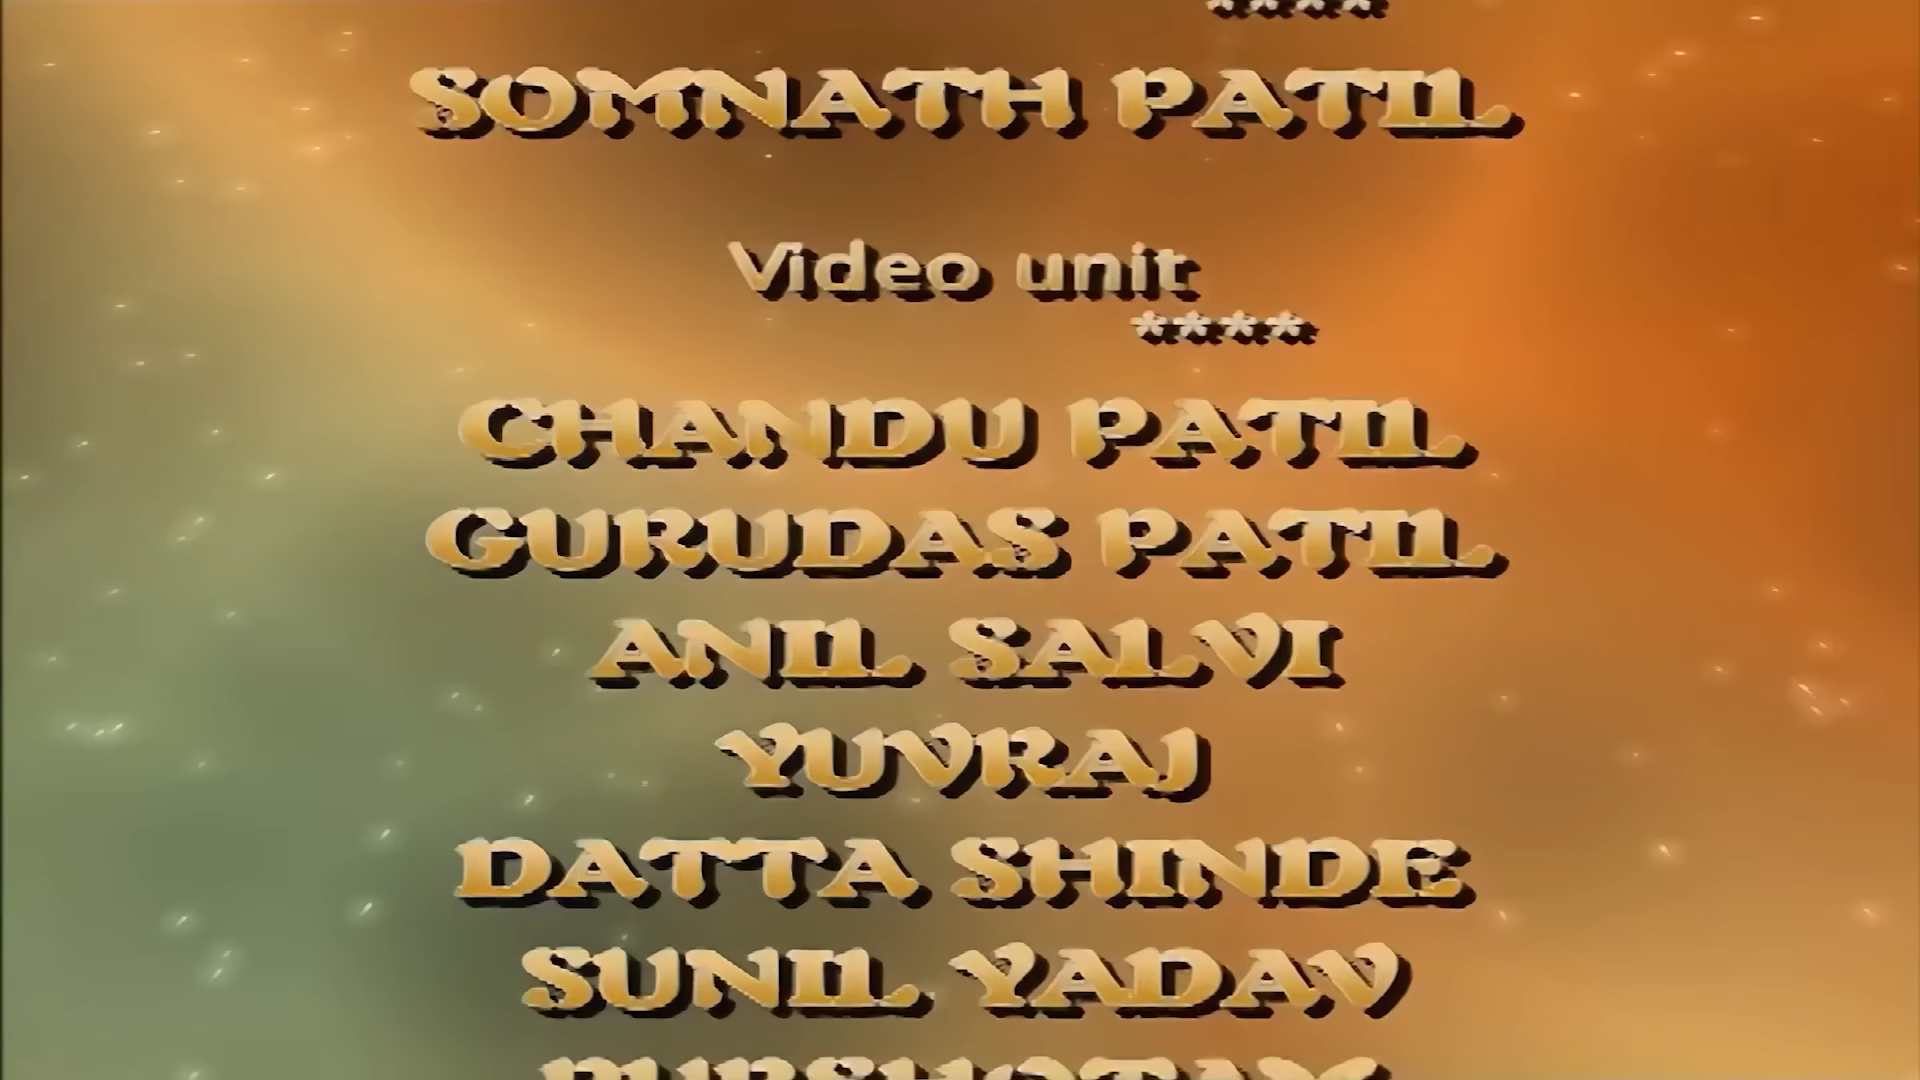 ****
SOMNATH PATIL
Video unit
****
CHANDU PATIL
GURUDAS PATIL
ANIL SALVI
YUVRAJ
DATTA SHINDE
SUNIL YADAV